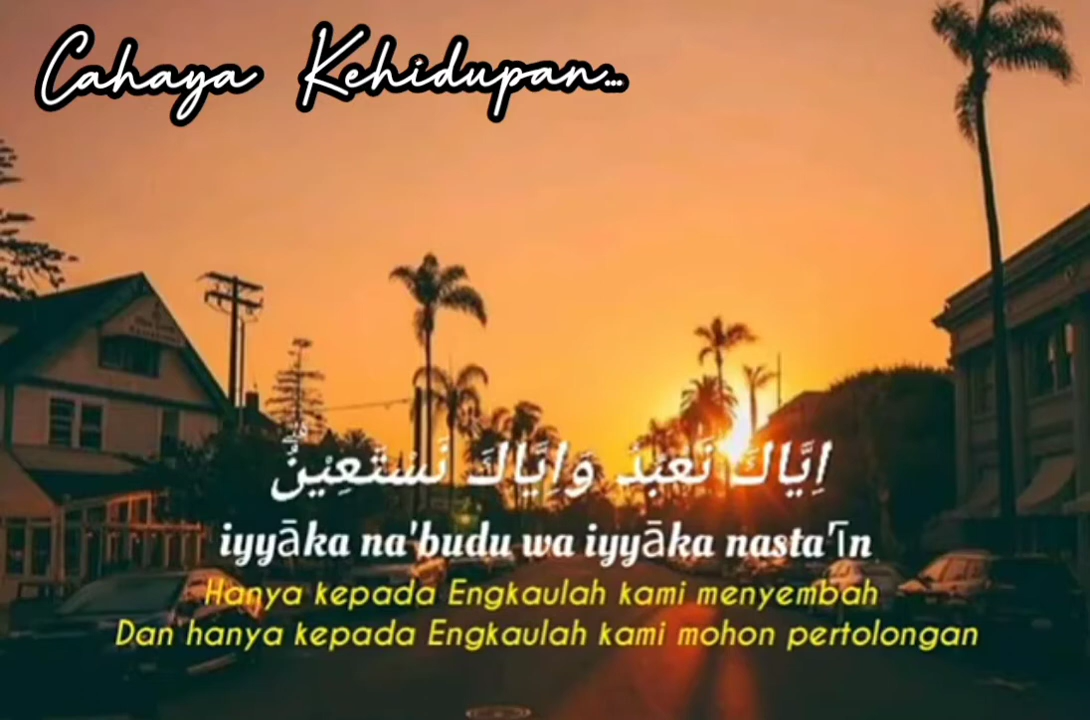 Cahaya Kehidupan...
اِيَّاكَ نَعْبُدُ وَاِيَّاكَ نَسْتَعِيْنُۗ
iyyāka na'budu wa iyyāka nasta'īn
Hanya kepada Engkaulah kami menyembah
Dan hanya kepada Engkaulah kami mohon pertolongan